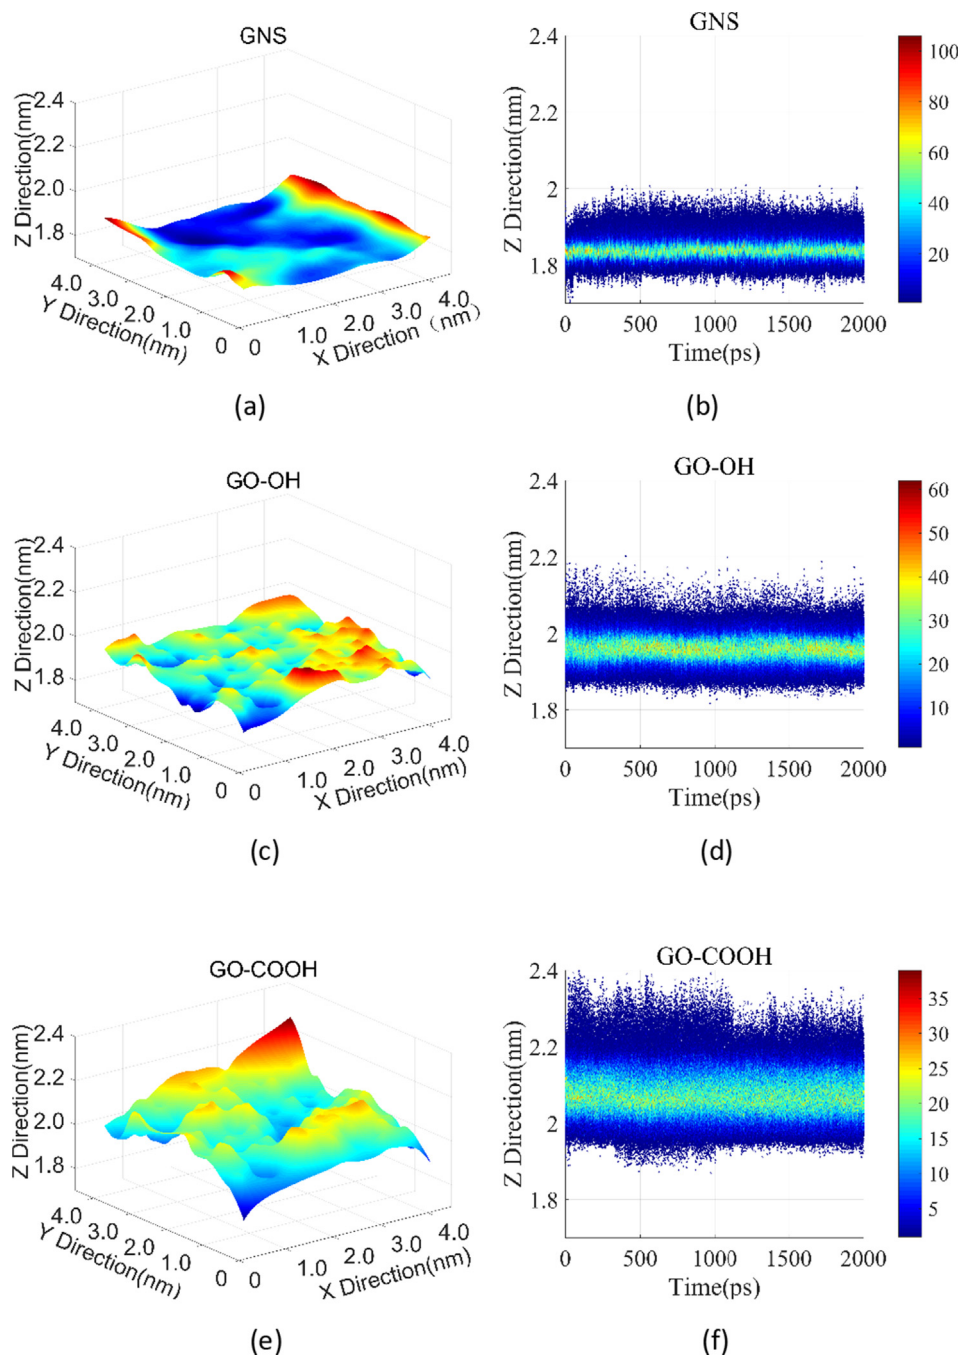 GNS
2.4
2.2
2.0
1.8
Z Direction(nm)
4.0
3.0
2.0
1.0
0
Y Direction(nm)
0
1.0
2.0
3.0
4.0
X Direction（nm）
(a)
GNS
2.4
2.2
2
1.8
Z Direction(nm)
0 500 1000 1500 2000
Time(ps)
100
80
60
40
20
(b)
GO-OH
2.4
2.2
2.0
1.8
Z Direction(nm)
4.0
3.0
2.0
1.0
0
Y Direction(nm)
0
1.0
2.0
3.0
4.0
X Direction(nm)
(c)
GO-OH
2.4
2.2
2
1.8
Z Direction(nm)
0 500 1000 1500 2000
Time(ps)
60
50
40
30
20
10
(d)
GO-COOH
2.4
2.2
2.0
1.8
Z Direction(nm)
4.0
3.0
2.0
1.0
0
Y Direction(nm)
0
1.0
2.0
3.0
4.0
X Direction(nm)
(e)
GO-COOH
2.4
2.2
2
1.8
Z Direction(nm)
0 500 1000 1500 2000
Time(ps)
35
30
25
20
15
10
5
(f)